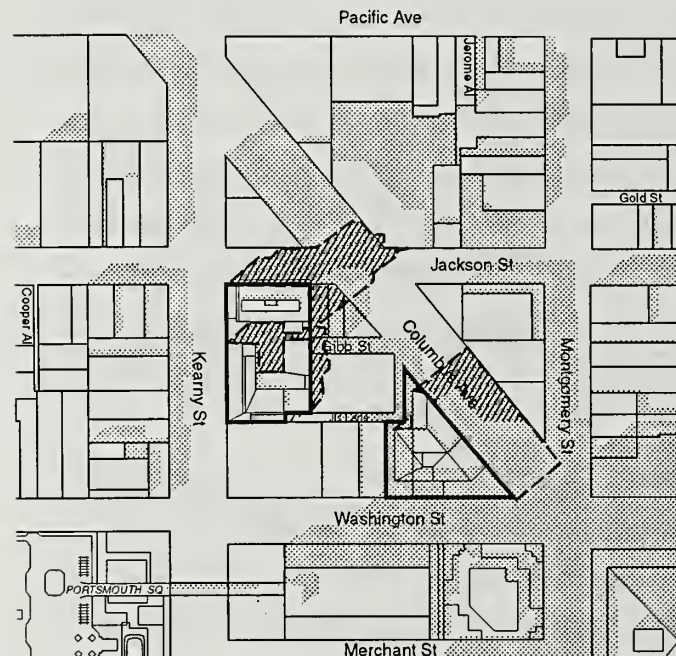 Pacific Ave
Jerome Al
Gold St
Jackson St
Cooper Al
Kearny St
Gibb St
Columbus Ave
Montgomery St
Washington St
PORTSMOUTH SQ
Merchant St